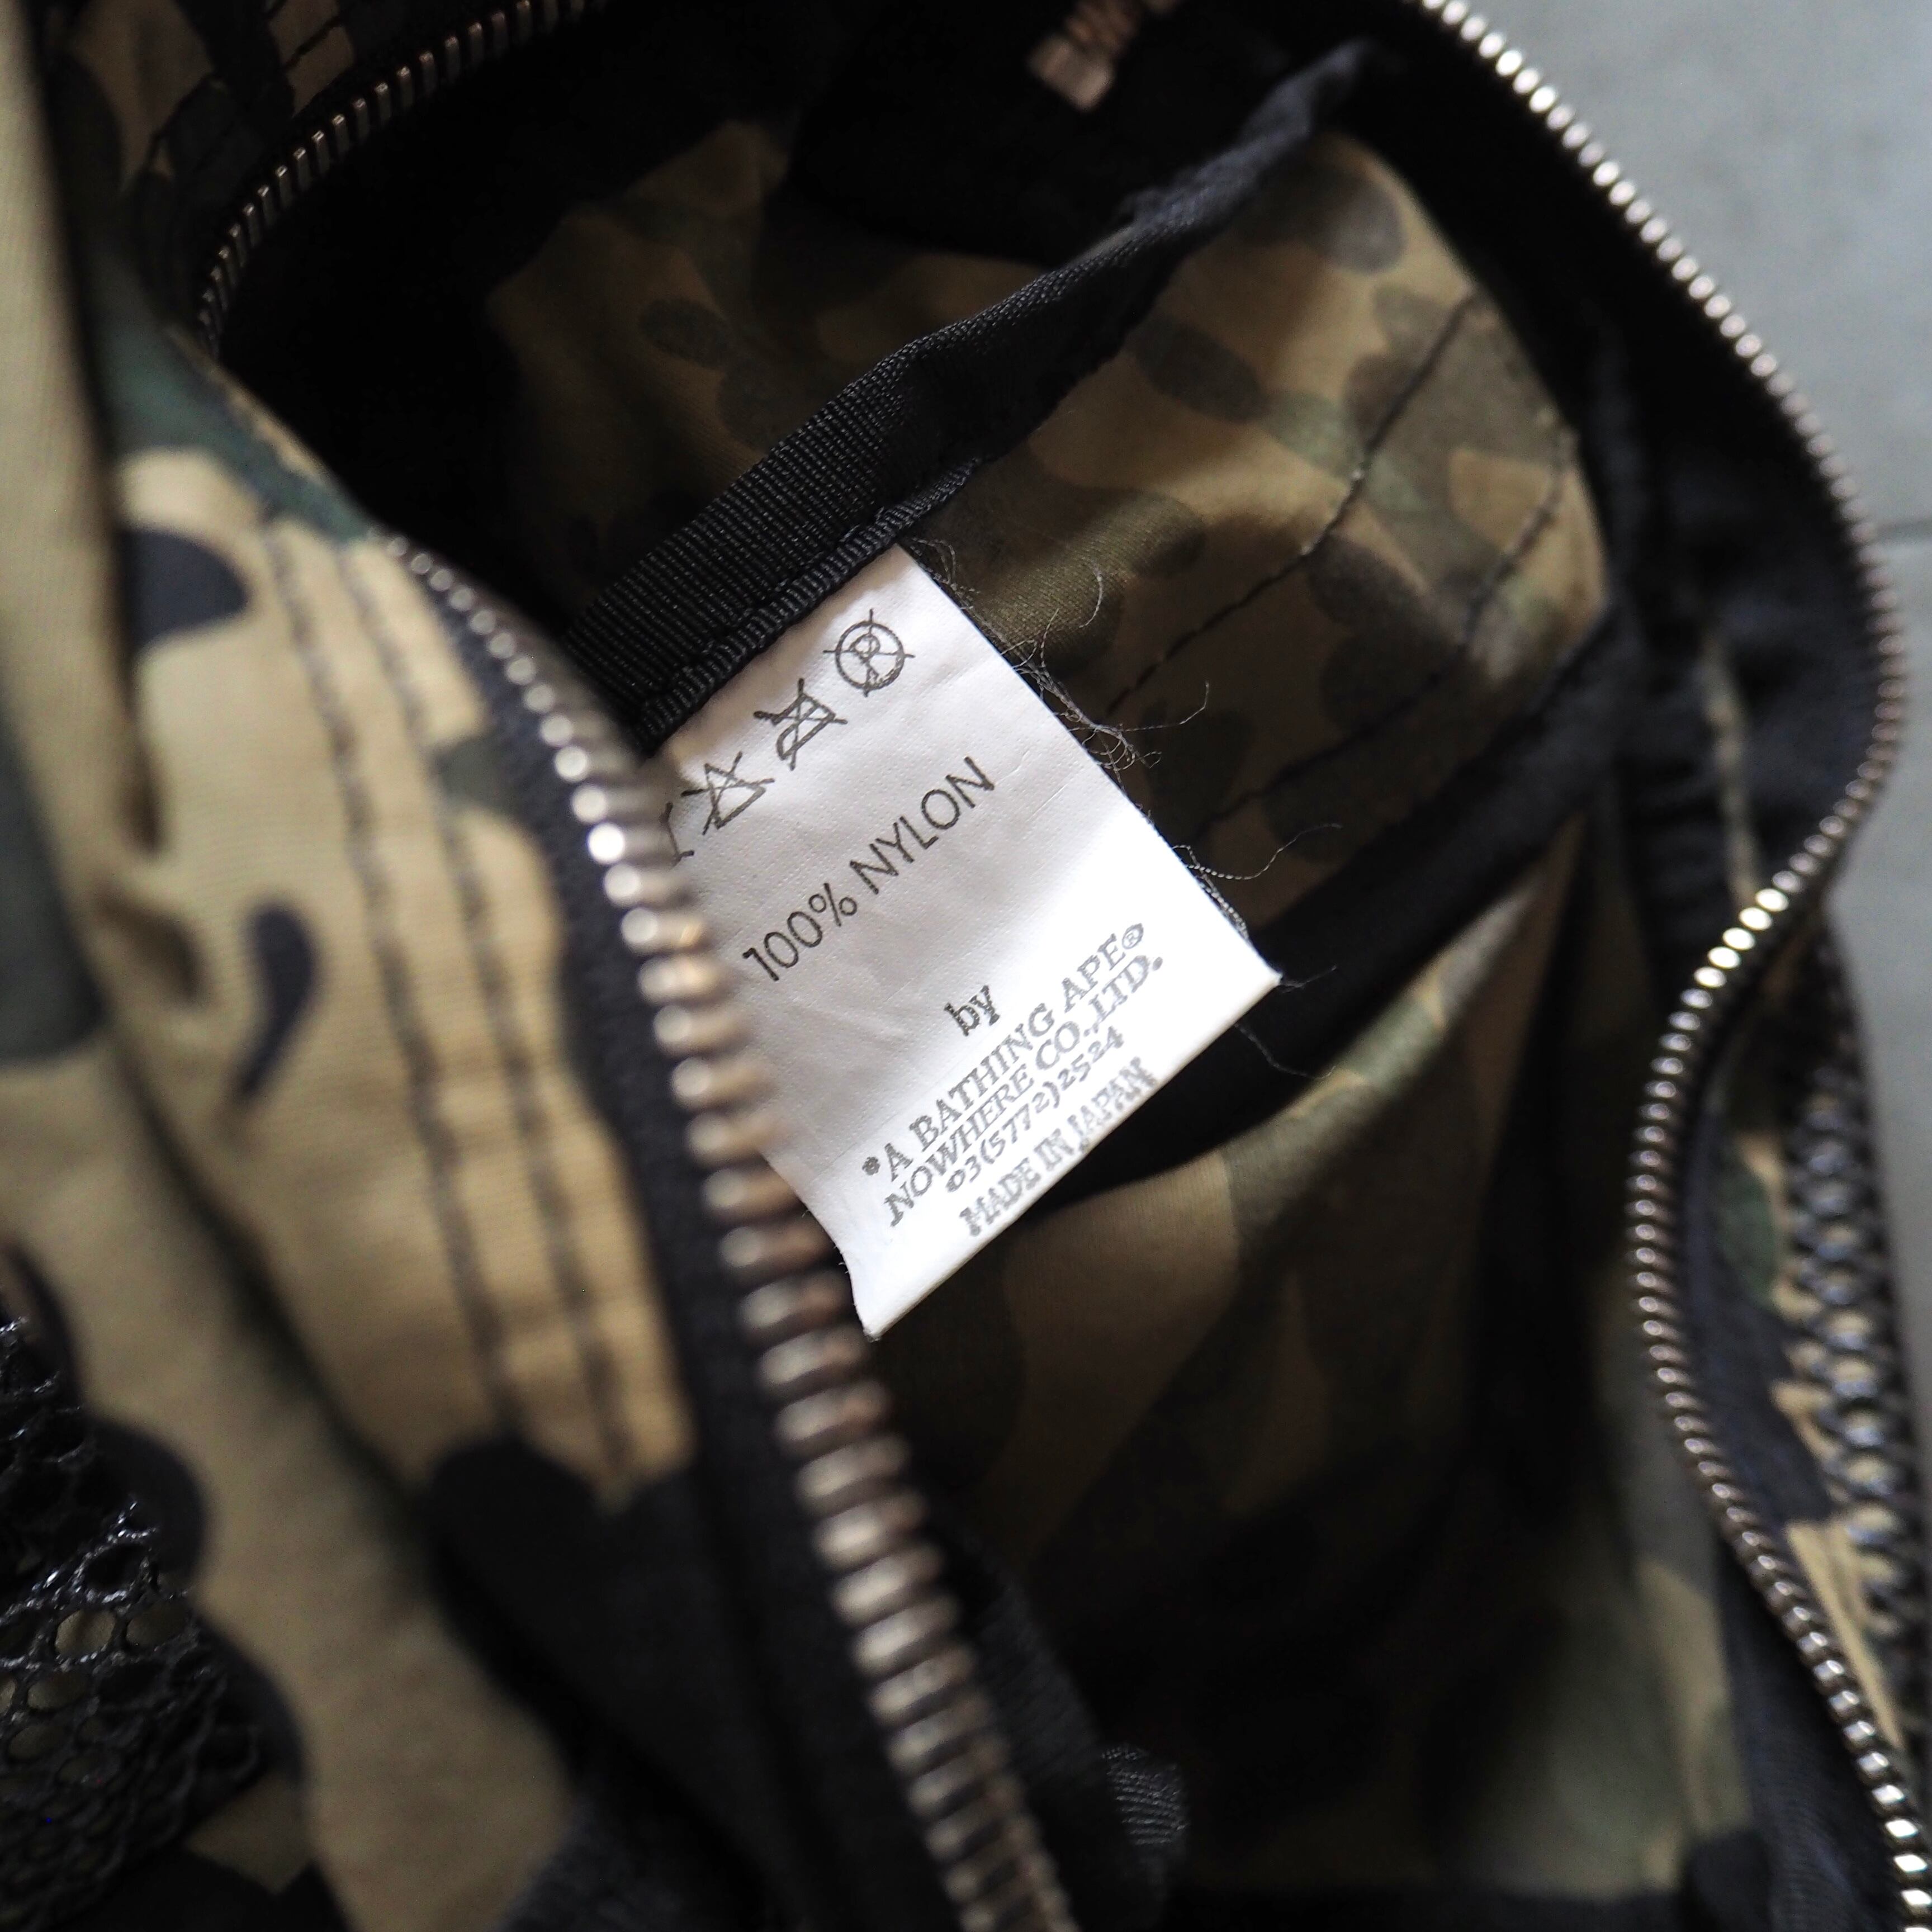 P
100% NYLON
by
*A BATHING APE®
NOWHERE CO.,LTD.
03(5772)2524
MADE IN JAPAN